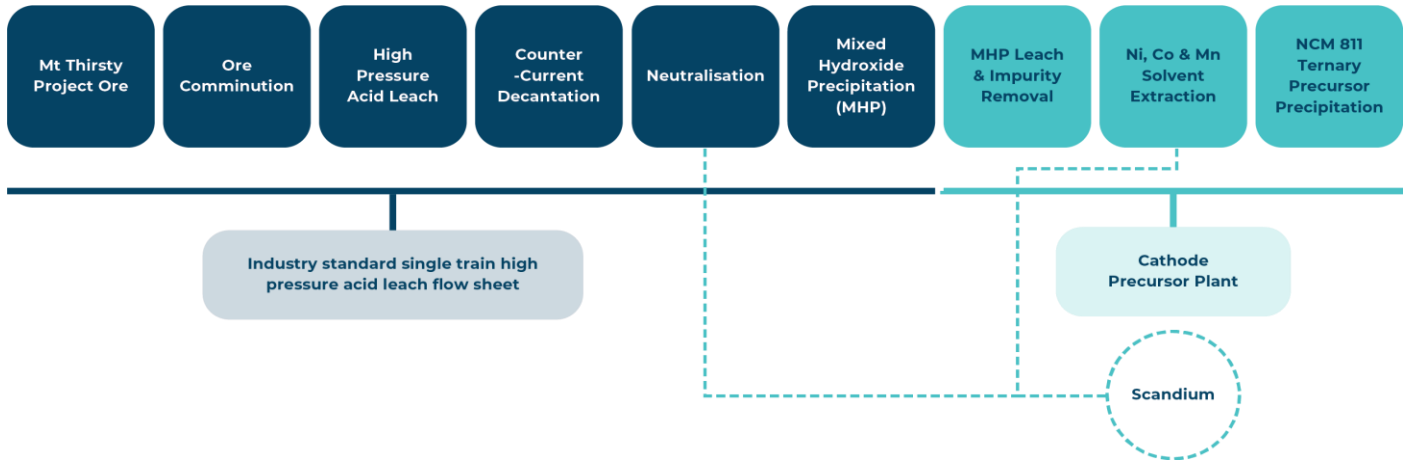 Mt Thirsty
Project Ore
Ore
Comminution
High
Pressure
Acid Leach
Counter
-Current
Decantation
Neutralisation
Mixed
Hydroxide
Precipitation
(MHP)
MHP Leach
& Impurity
Removal
Ni, Co & Mn
Solvent
Extraction
NCM 811
Ternary
Precursor
Precipitation
Industry standard single train high
pressure acid leach flow sheet
Cathode
Precursor Plant
Scandium